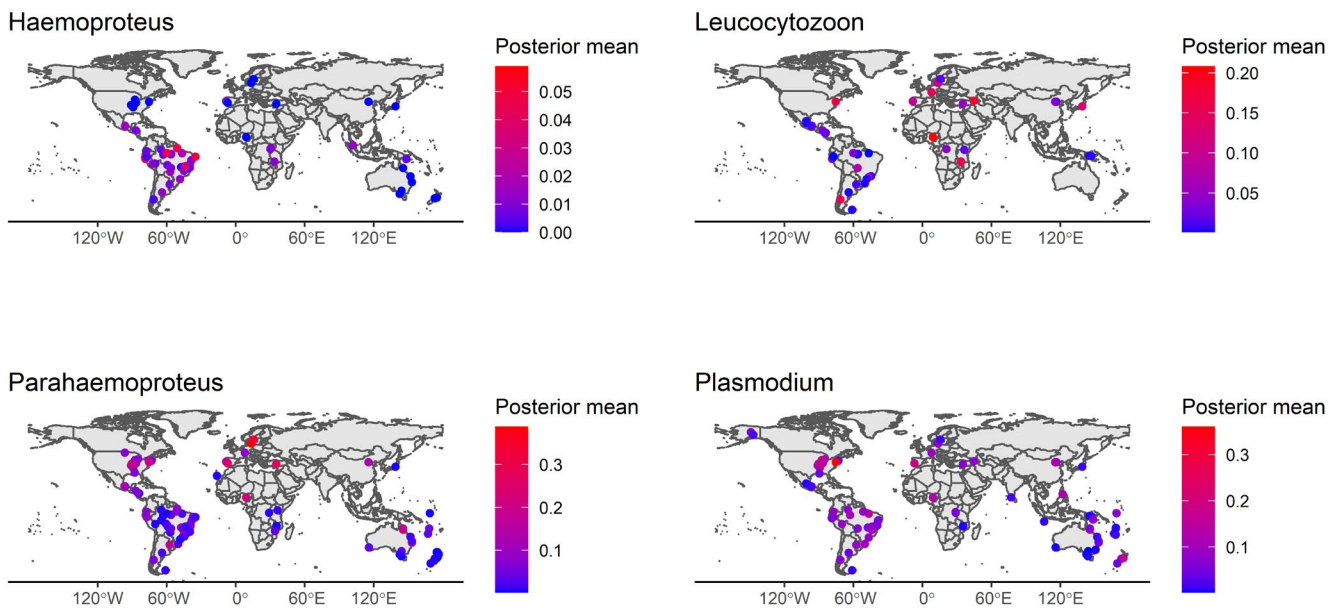 Haemoproteus
Posterior mean
0.05
0.04
0.03
0.02
0.01
0.00
120°W 60°W 0° 60°E 120°E
Leucocytozoon
Posterior mean
0.20
0.15
0.10
0.05
120°W 60°W 0° 60°E 120°E
Parahaemoproteus
Posterior mean
0.3
0.2
0.1
120°W 60°W 0° 60°E 120°E
Plasmodium
Posterior mean
0.3
0.2
0.1
120°W 60°W 0° 60°E 120°E